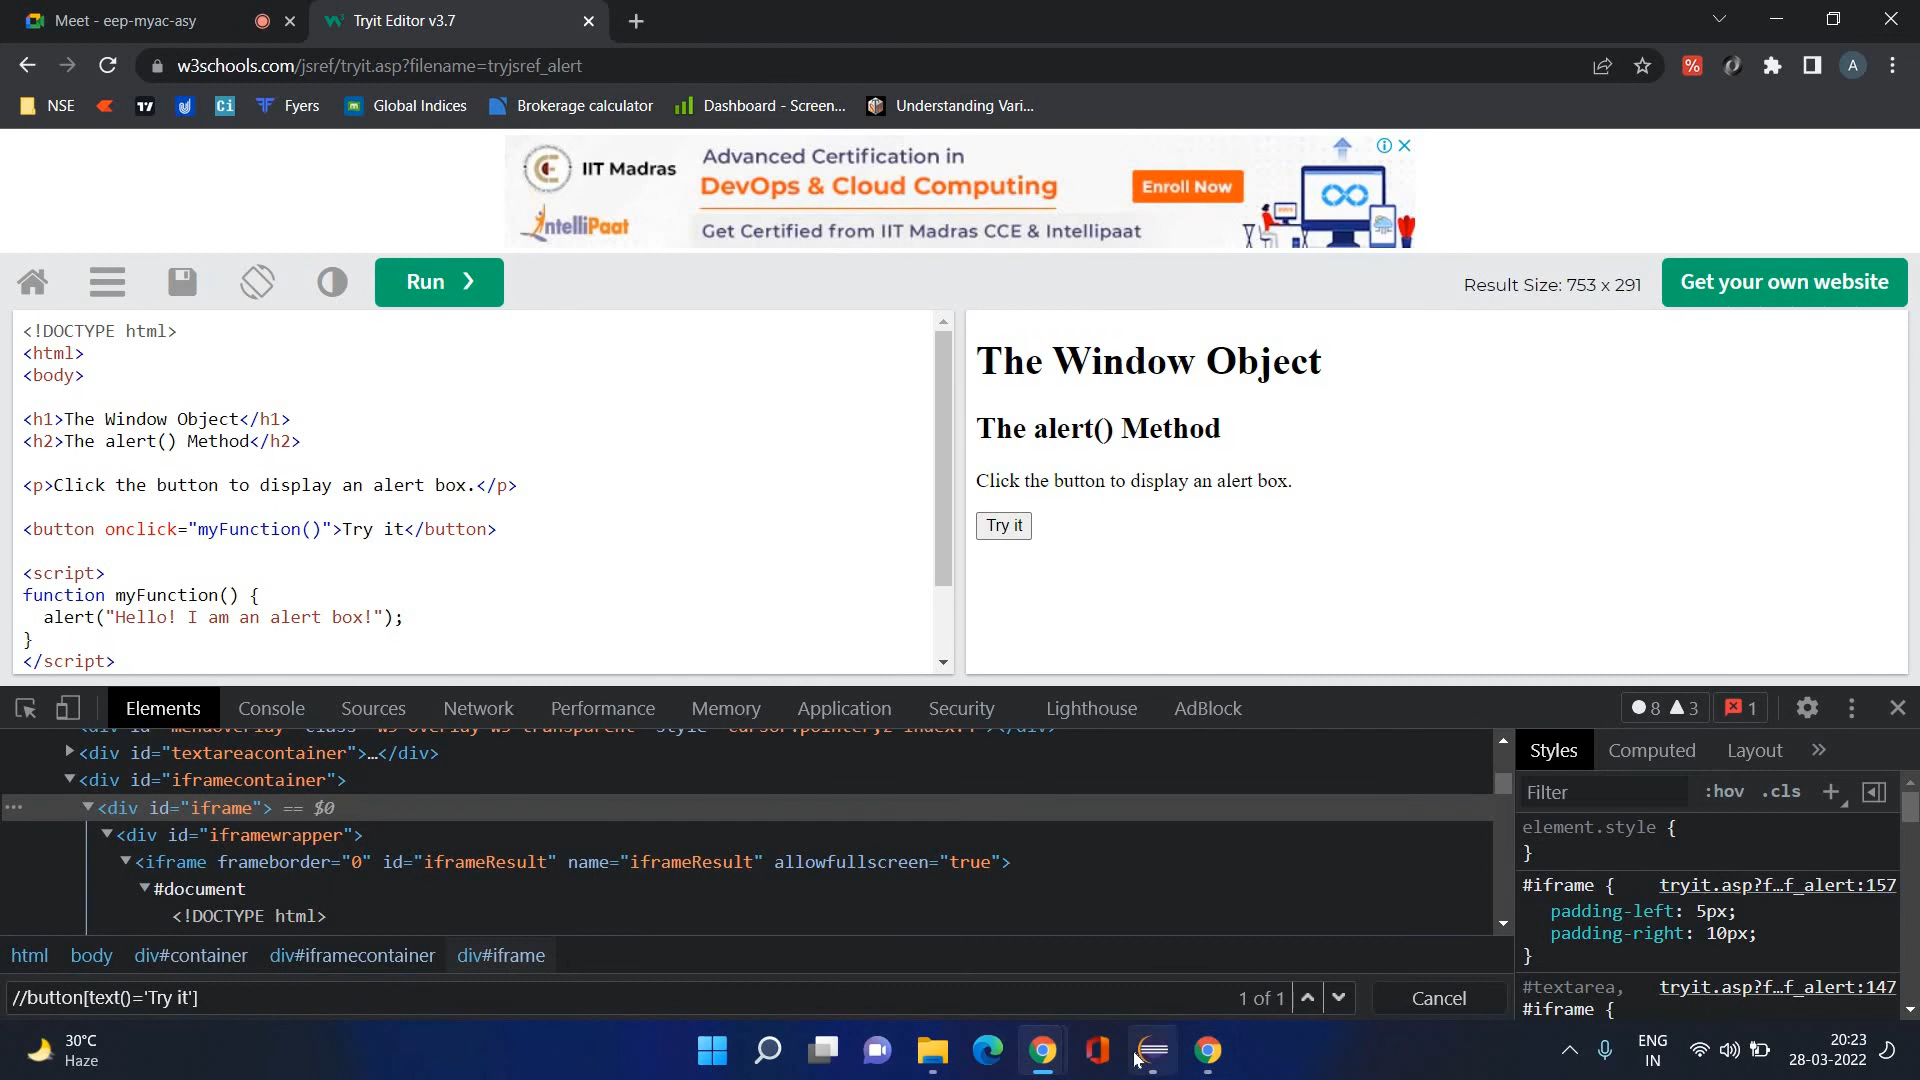 Meet - eep-myac-asy
Tryit Editor v3.7
w3schools.com/jsref/tryit.asp?filename=tryjsref_alert
%
A
NSE
Ci
Fyers
Global Indices
Brokerage calculator
Dashboard - Screen...
Understanding Vari...
IIT Madras
Advanced Certification in
DevOps & Cloud Computing
Enroll Now
IntelliPaat
Get Certified from IIT Madras CCE & Intellipaat
Run ❯
Result Size: 753 x 291
Get your own website
<!DOCTYPE html>
<html>
<body>
<h1>The Window Object</h1>
<h2>The alert() Method</h2>
<p>Click the button to display an alert box.</p>
<button onclick="myFunction()">Try it</button>
<script>
function myFunction() {
alert("Hello! I am an alert box!");
}
</script>
The Window Object
The alert() Method
Click the button to display an alert box.
Try it
Elements
Console
Sources
Network
Performance
Memory
Application
Security
Lighthouse
AdBlock
8
3
1
<div id="textareacontainer">…</div>
<div id="iframecontainer">
<div id="iframe"> == $0
<div id="iframewrapper">
<iframe frameborder="0" id="iframeResult" name="iframeResult" allowfullscreen="true">
#document
<!DOCTYPE html>
html
body
div#container
div#iframecontainer
div#iframe
//button[text()='Try it']
1 of 1
Cancel
Styles
Computed
Layout
Filter
:hov
.cls
element.style {
}
#iframe {
tryit.asp?f…f_alert:157
padding-left: 5px;
padding-right: 10px;
}
#textarea,
tryit.asp?f…f_alert:147
#iframe {
30°C
Haze
ENG
IN
20:23
28-03-2022